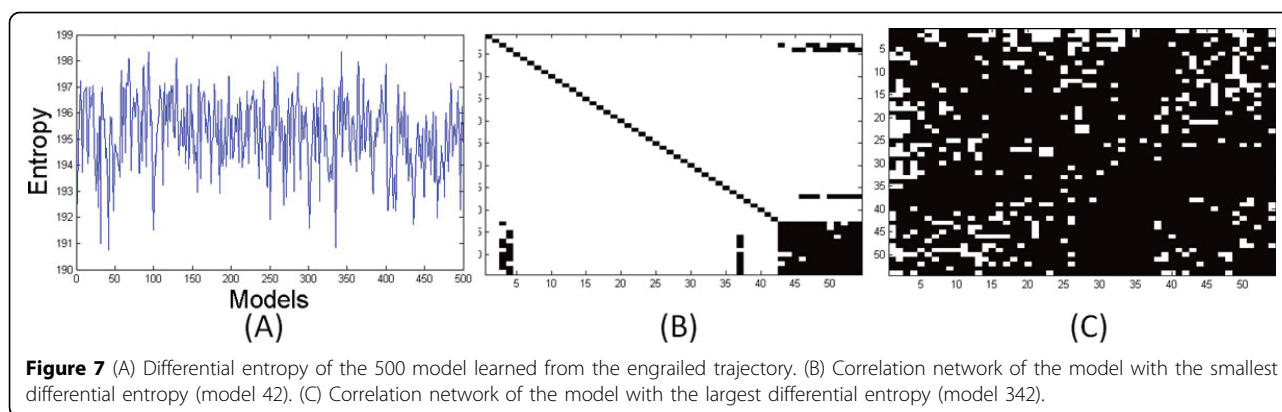 199
198
197
196
195
194
193
192
191
190
Entropy
0 50 100 150 200 250 300 350 400 450 500
Models
(A)
5
5
5
5
5 10 15 20 25 30 35 40 45 50
(B)
5
10
15
20
25
30
35
40
45
50
5 10 15 20 25 30 35 40 45 50
(C)
Figure 7 (A) Differential entropy of the 500 model learned from the engrailed trajectory. (B) Correlation network of the model with the smallest
differential entropy (model 42). (C) Correlation network of the model with the largest differential entropy (model 342).